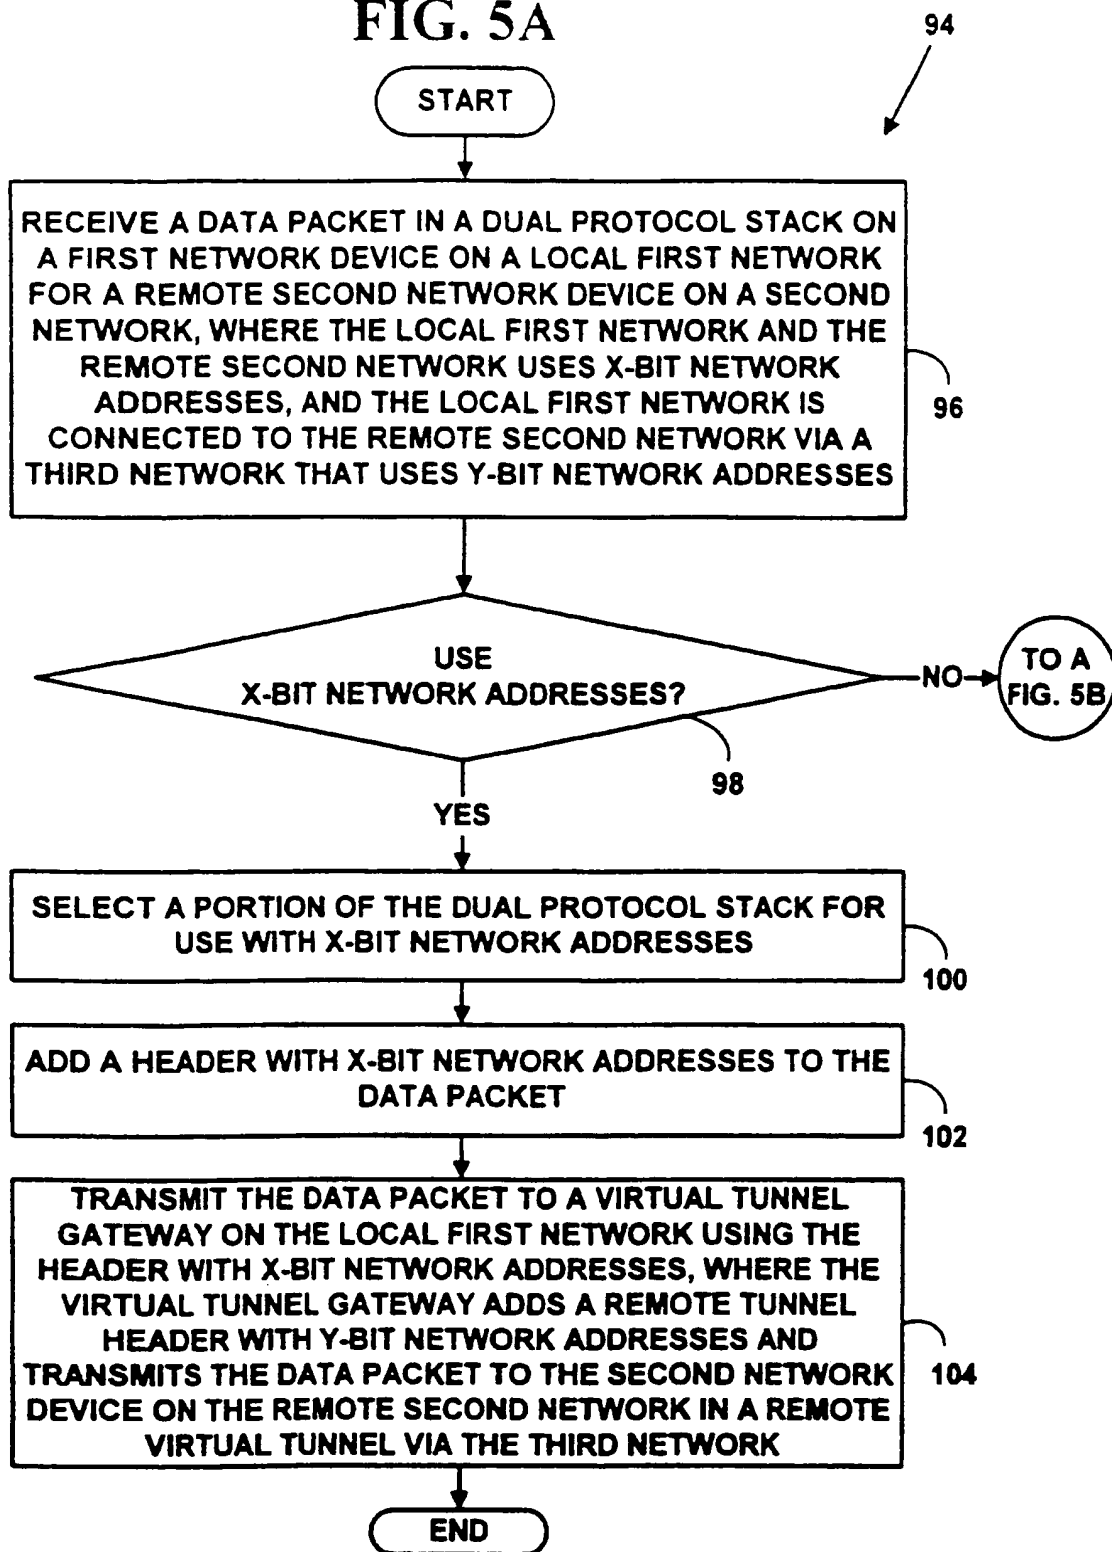 FIG. 5A
94
START
RECEIVE A DATA PACKET IN A DUAL PROTOCOL STACK ON
A FIRST NETWORK DEVICE ON A LOCAL FIRST NETWORK
FOR A REMOTE SECOND NETWORK DEVICE ON A SECOND
NETWORK, WHERE THE LOCAL FIRST NETWORK AND THE
REMOTE SECOND NETWORK USES X-BIT NETWORK
ADDRESSES, AND THE LOCAL FIRST NETWORK IS
CONNECTED TO THE REMOTE SECOND NETWORK VIA A
THIRD NETWORK THAT USES Y-BIT NETWORK ADDRESSES
96
USE
X-BIT NETWORK ADDRESSES?
NO
TO A
FIG. 5B
98
YES
SELECT A PORTION OF THE DUAL PROTOCOL STACK FOR
USE WITH X-BIT NETWORK ADDRESSES
100
ADD A HEADER WITH X-BIT NETWORK ADDRESSES TO THE
DATA PACKET
102
TRANSMIT THE DATA PACKET TO A VIRTUAL TUNNEL
GATEWAY ON THE LOCAL FIRST NETWORK USING THE
HEADER WITH X-BIT NETWORK ADDRESSES, WHERE THE
VIRTUAL TUNNEL GATEWAY ADDS A REMOTE TUNNEL
HEADER WITH Y-BIT NETWORK ADDRESSES AND
TRANSMITS THE DATA PACKET TO THE SECOND NETWORK
DEVICE ON THE REMOTE SECOND NETWORK IN A REMOTE
VIRTUAL TUNNEL VIA THE THIRD NETWORK
104
END